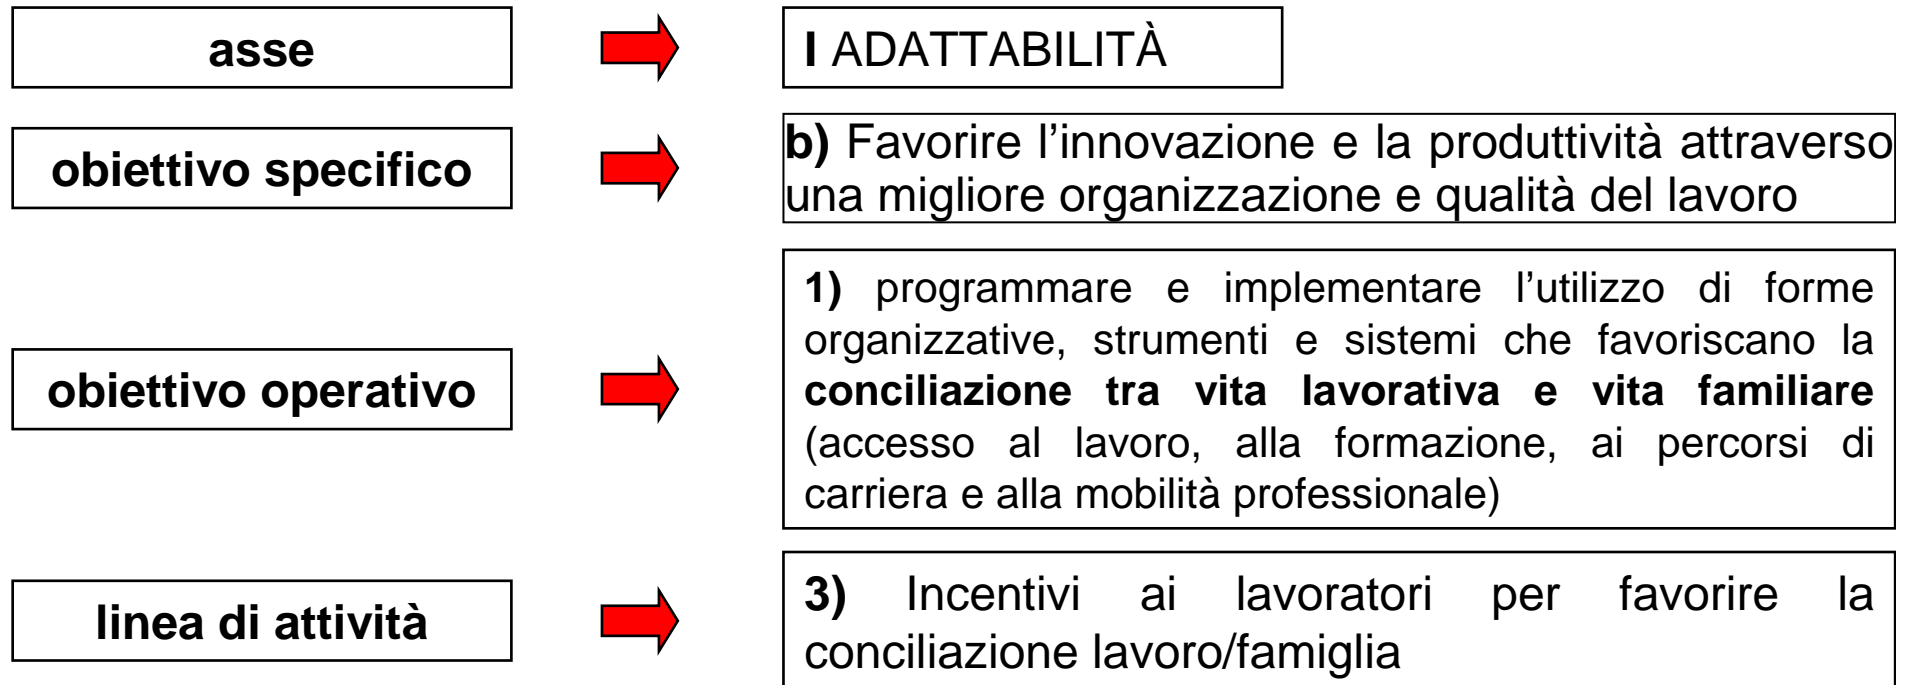 asse
I ADATTABILITÀ
obiettivo specifico
b) Favorire l’innovazione e la produttività attraverso
una migliore organizzazione e qualità del lavoro
obiettivo operativo
1) programmare e implementare l’utilizzo di forme
organizzative, strumenti e sistemi che favoriscano la
conciliazione tra vita lavorativa e vita familiare
(accesso al lavoro, alla formazione, ai percorsi di
carriera e alla mobilità professionale)
linea di attività
3) Incentivi ai lavoratori per favorire la
conciliazione lavoro/famiglia